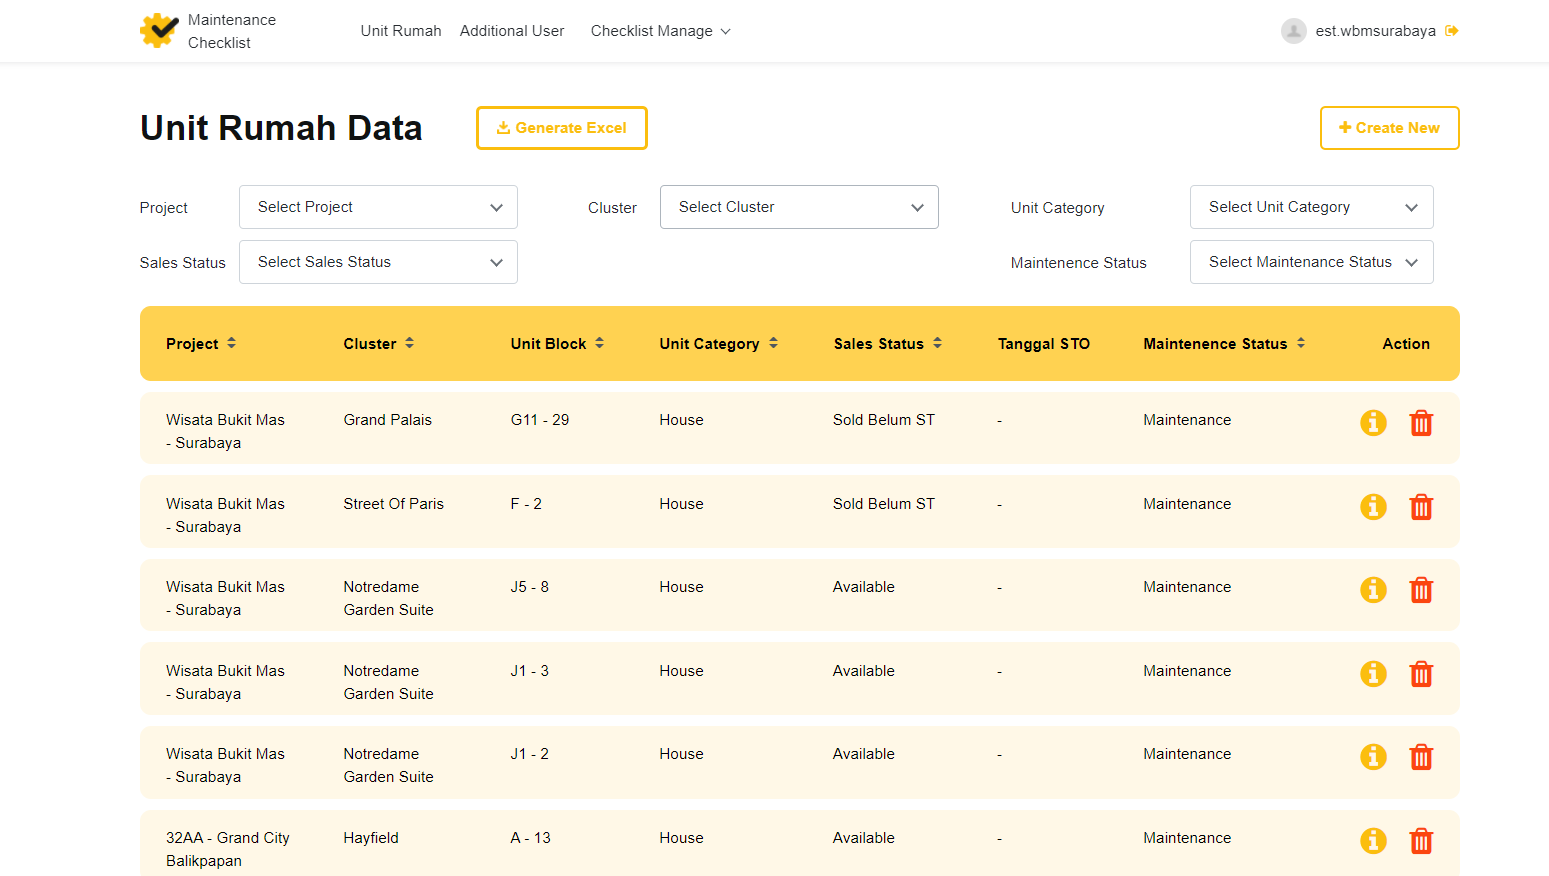 Maintenance
Checklist
Unit Rumah
Additional User
Checklist Manage
est.wbmsurabaya
Unit Rumah Data
Generate Excel
Create New
Project
Select Project
Cluster
Select Cluster
Unit Category
Select Unit Category
Sales Status
Select Sales Status
Maintenence Status
Select Maintenance Status
Project
Cluster
Unit Block
Unit Category
Sales Status
Tanggal STO
Maintenence Status
Action
Wisata Bukit Mas
- Surabaya
Grand Palais
G11 - 29
House
Sold Belum ST
-
Maintenance
Wisata Bukit Mas
- Surabaya
Street Of Paris
F - 2
House
Sold Belum ST
-
Maintenance
Wisata Bukit Mas
- Surabaya
Notredame
Garden Suite
J5 - 8
House
Available
-
Maintenance
Wisata Bukit Mas
- Surabaya
Notredame
Garden Suite
J1 - 3
House
Available
-
Maintenance
Wisata Bukit Mas
- Surabaya
Notredame
Garden Suite
J1 - 2
House
Available
-
Maintenance
32AA - Grand City
Balikpapan
Hayfield
A - 13
House
Available
-
Maintenance